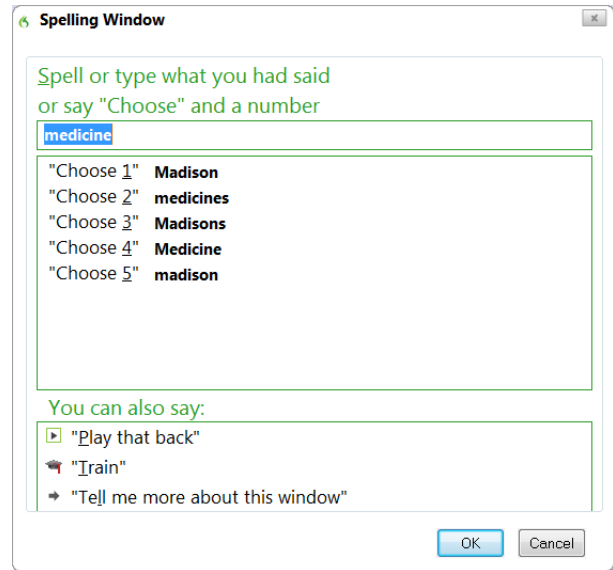 Spelling Window
Spell or type what you had said
or say "Choose" and a number
medicine
"Choose 1" Madison
"Choose 2" medicines
"Choose 3" Madisons
"Choose 4" Medicine
"Choose 5" madison
You can also say:
"Play that back"
"Train"
"Tell me more about this window"
OK Cancel